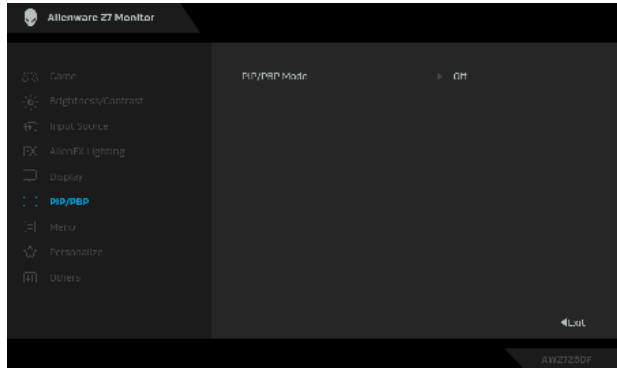 Alienware 27 Monitor
Game
PIP/PBP Mode
Off
Brightness/Contrast
Input Source
AlienFX Lighting
Display
PIP/PBP
Menu
Personalize
Others
Exit
AW2725DF